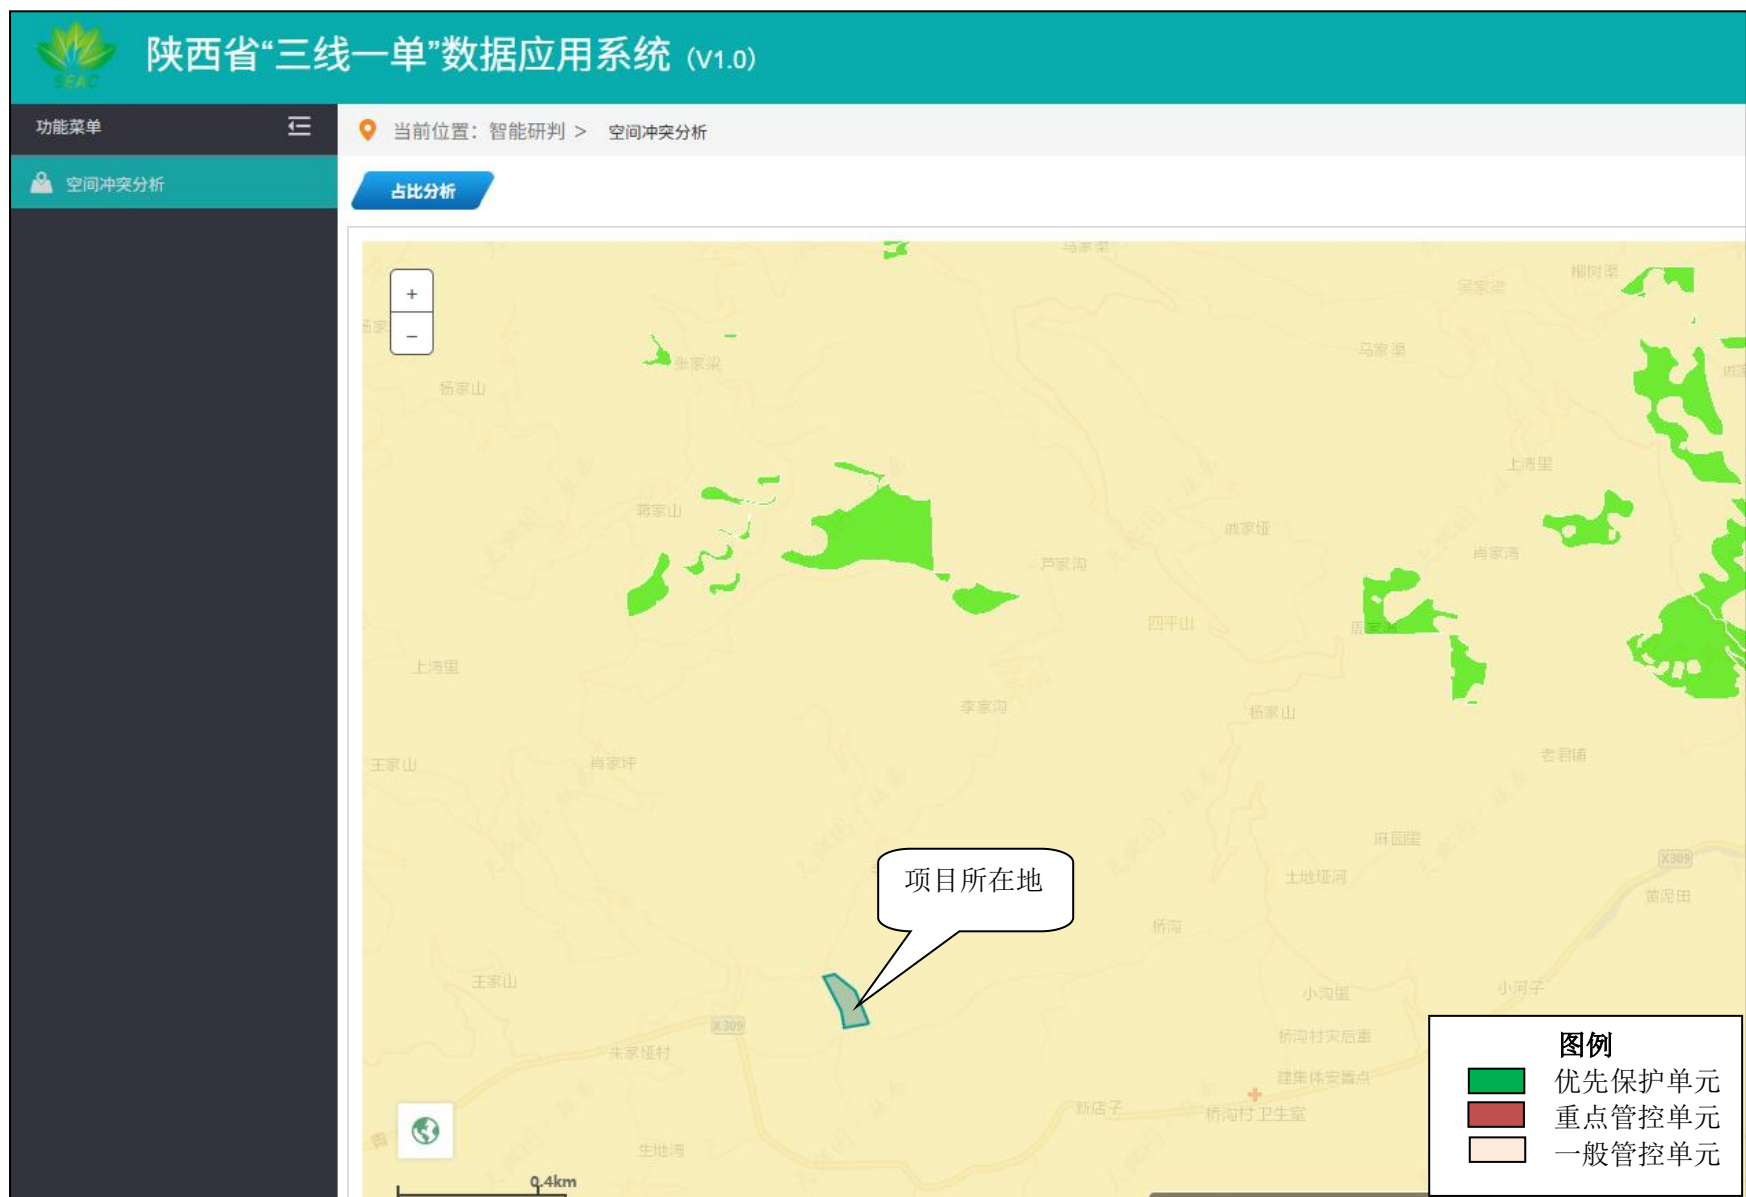 陕西省“三线一单”数据应用系统（V1.0）
SEAC
功能菜单
当前位置：智能研判 > 空间冲突分析
空间冲突分析
占比分析
+
−
马家渠
柳树渠
吴家梁
马家渠
张家梁
杨家山
上湾里
蒋家山
戚家垭
肖家湾
芦家沟
四平山
上湾里
李家沟
杨家山
王家山
肖家坪
老君铺
麻园里
项目所在地
土地垭河
X309
苗泥田
桥沟
王家山
小沟里
小河子
X309
桥沟村灾后重
建集体安置点
朱家垭村
新店子
桥沟村卫生室
生地湾
0.4km
图例
优先保护单元
重点管控单元
一般管控单元